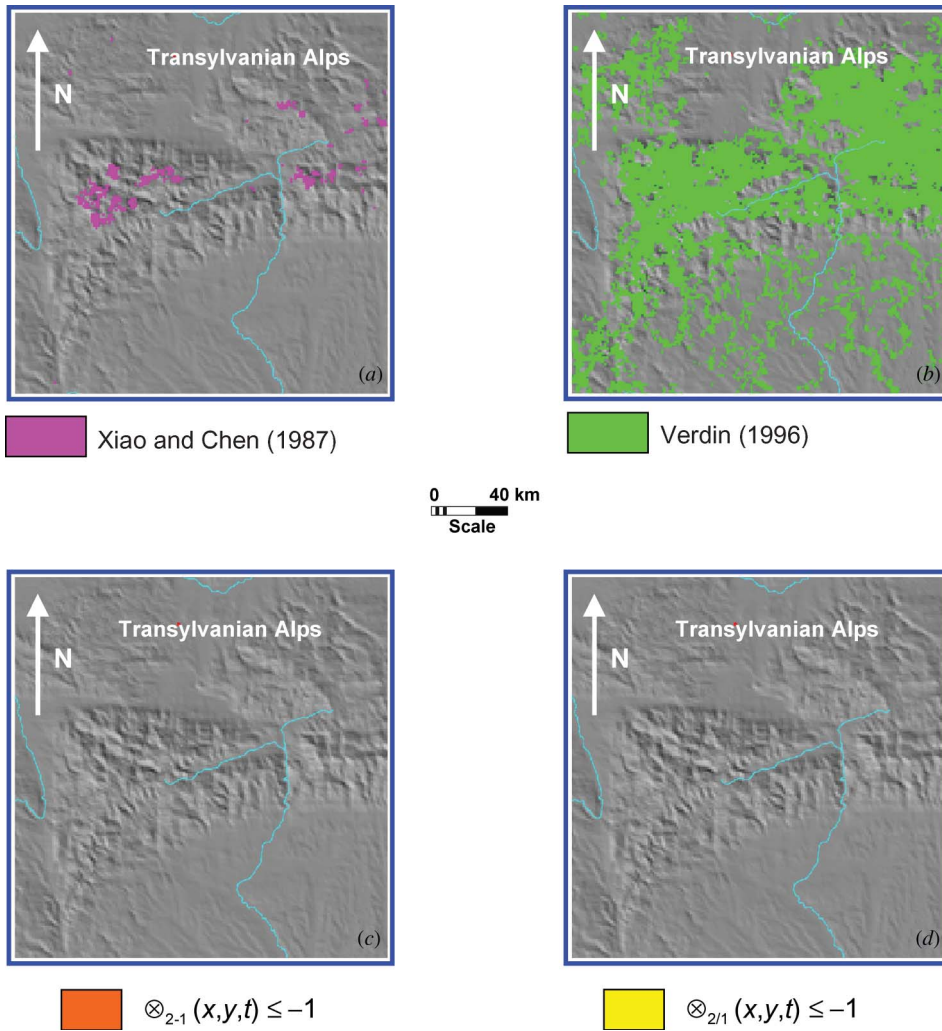 Transylvanian Alps
N
(a)
Transylvanian Alps
N
(b)
Xiao and Chen (1987)
Verdin (1996)
0 40 km
Scale
Transylvanian Alps
N
(c)
Transylvanian Alps
N
(d)
⊗2-1 (x,y,t) ≤ −1
⊗2/1 (x,y,t) ≤ −1